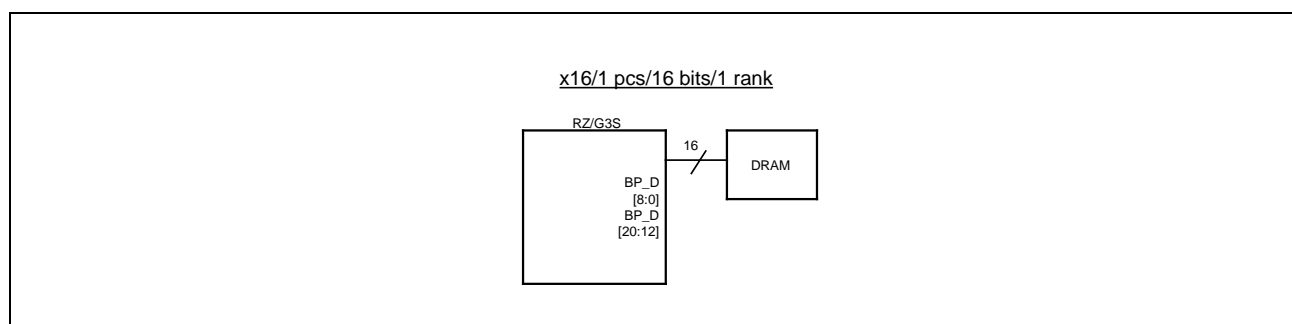 x16/1 pcs/16 bits/1 rank
RZ/G3S
16
DRAM
BP_D
[8:0]
BP_D
[20:12]